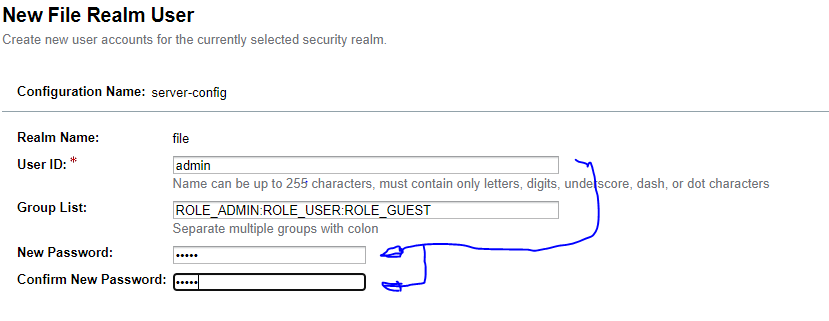 New File Realm User
Create new user accounts for the currently selected security realm.
Configuration Name: server-config
Realm Name: file
User ID: * admin
Name can be up to 255 characters, must contain only letters, digits, underscore, dash, or dot characters
Group List: ROLE_ADMIN:ROLE_USER:ROLE_GUEST
Separate multiple groups with colon
New Password: •••••
Confirm New Password: •••••